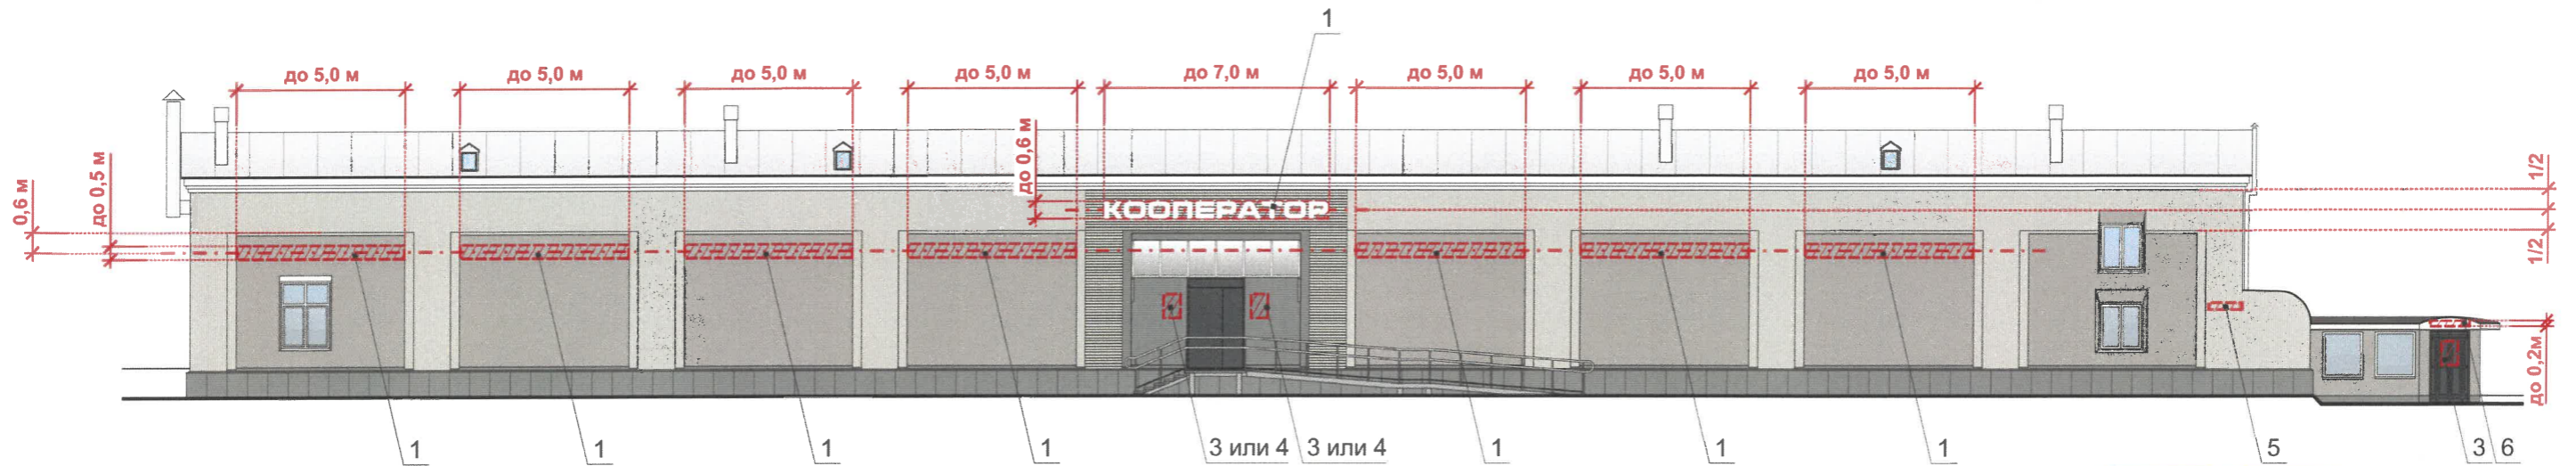 1
до 5,0 м
до 5,0 м
до 5,0 м
до 5,0 м
до 7,0 м
до 5,0 м
до 5,0 м
до 5,0 м
до 0,6 м
0,6 м
до 0,5 м
1/2
КООПЕРАТОР
1/2
до 0,2м
1
1
1
1
3 или 4
3 или 4
1
1
1
5
3
6